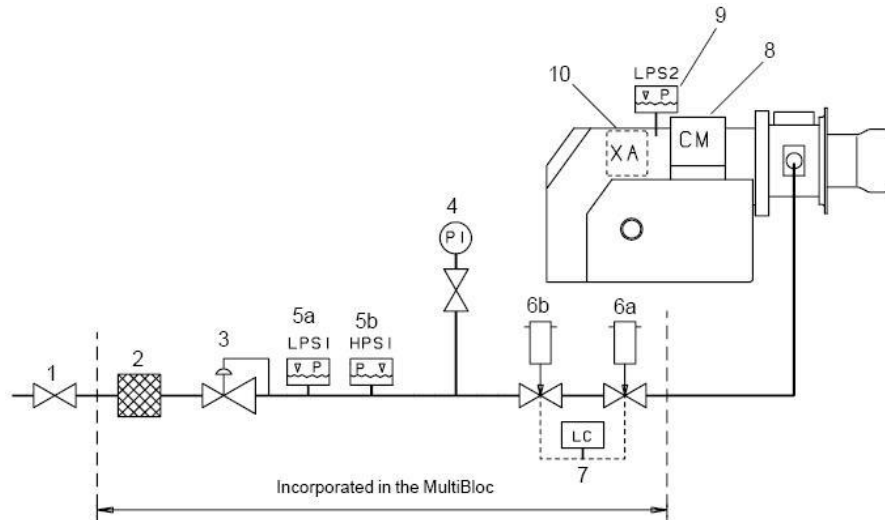 9
LPS2
8
10
P
CM
XA
4
PI
5a
5b
6b
6a
LPS1
HPS1
3
2
1
P
P
LC
7
Incorporated in the MultiBloc